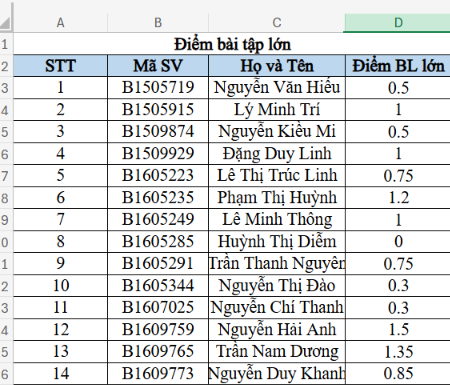 A B C D
1 Điểm bài tập lớn
2 STT Mã SV Họ và Tên Điểm BL lớn
3 1 B1505719 Nguyễn Văn Hiếu 0.5
4 2 B1505915 Lý Minh Trí 1
5 3 B1509874 Nguyễn Kiều Mi 0.5
6 4 B1509929 Đặng Duy Linh 1
7 5 B1605223 Lê Thị Trúc Linh 0.75
8 6 B1605235 Phạm Thị Huỳnh 1.2
9 7 B1605249 Lê Minh Thông 1
0 8 B1605285 Huỳnh Thị Diễm 0
1 9 B1605291 Trần Thanh Nguyên 0.75
2 10 B1605344 Nguyễn Thị Đào 0.3
3 11 B1607025 Nguyễn Chí Thanh 0.3
4 12 B1609759 Nguyễn Hải Anh 1.5
5 13 B1609765 Trần Nam Dương 1.35
6 14 B1609773 Nguyễn Duy Khanh 0.85